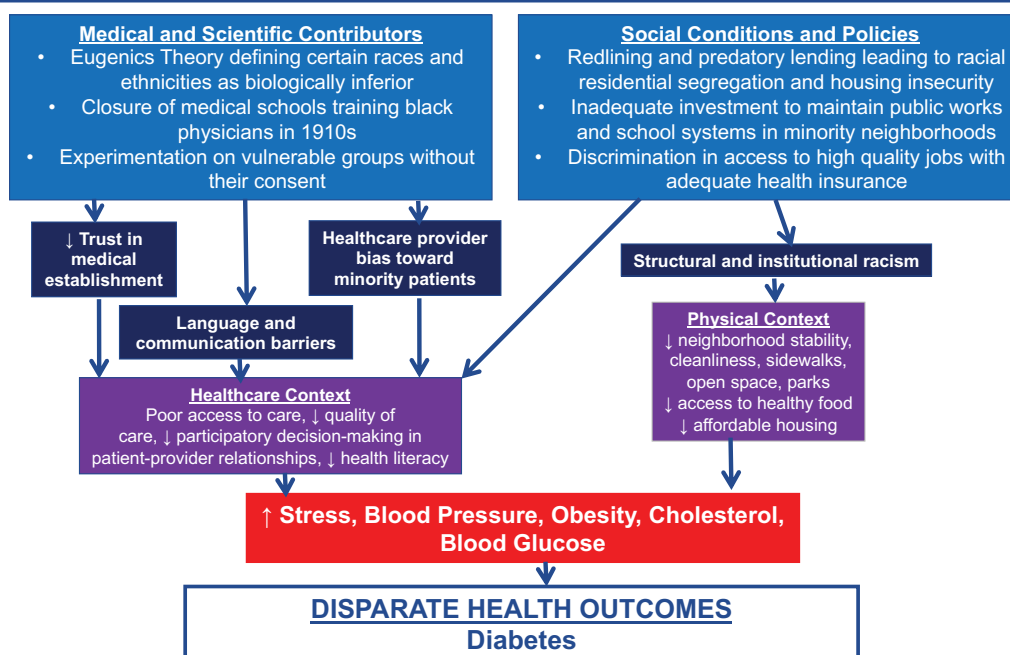 Medical and Scientific Contributors
• Eugenics Theory defining certain races and
ethnicities as biologically inferior
• Closure of medical schools training black
physicians in 1910s
• Experimentation on vulnerable groups without
their consent
Social Conditions and Policies
• Redlining and predatory lending leading to racial
residential segregation and housing insecurity
• Inadequate investment to maintain public works
and school systems in minority neighborhoods
• Discrimination in access to high quality jobs with
adequate health insurance
↓ Trust in
medical
establishment
Healthcare provider
bias toward
minority patients
Structural and institutional racism
Language and
communication barriers
Physical Context
↓ neighborhood stability,
cleanliness, sidewalks,
open space, parks
↓ access to healthy food
↓ affordable housing
Healthcare Context
Poor access to care, ↓ quality of
care, ↓ participatory decision-making in
patient-provider relationships, ↓ health literacy
↑ Stress, Blood Pressure, Obesity, Cholesterol,
Blood Glucose
DISPARATE HEALTH OUTCOMES
Diabetes